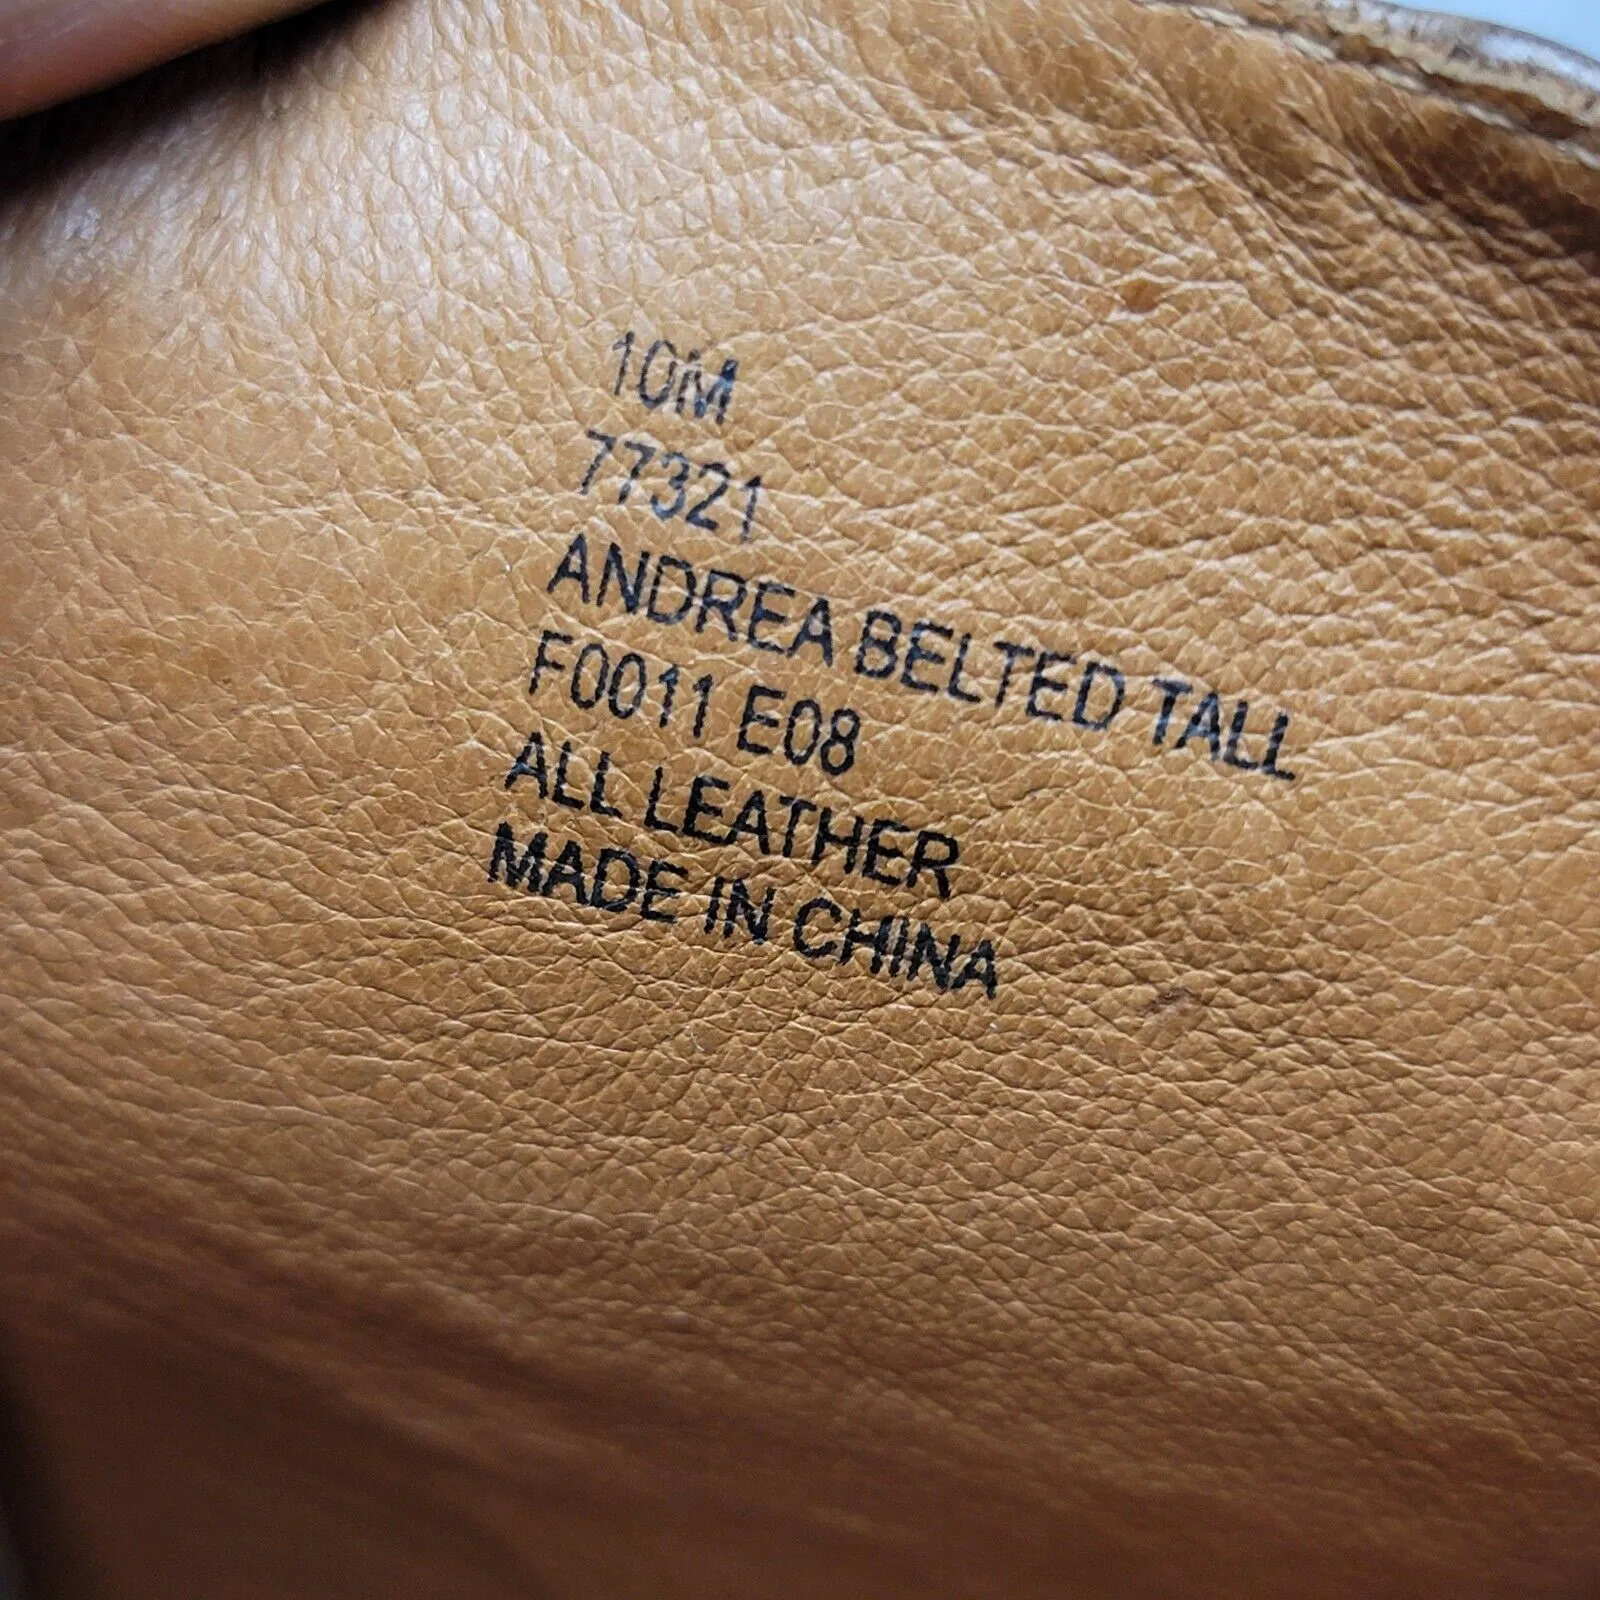 10M
77321
ANDREA BELTED TALL
F0011 E08
ALL LEATHER
MADE IN CHINA